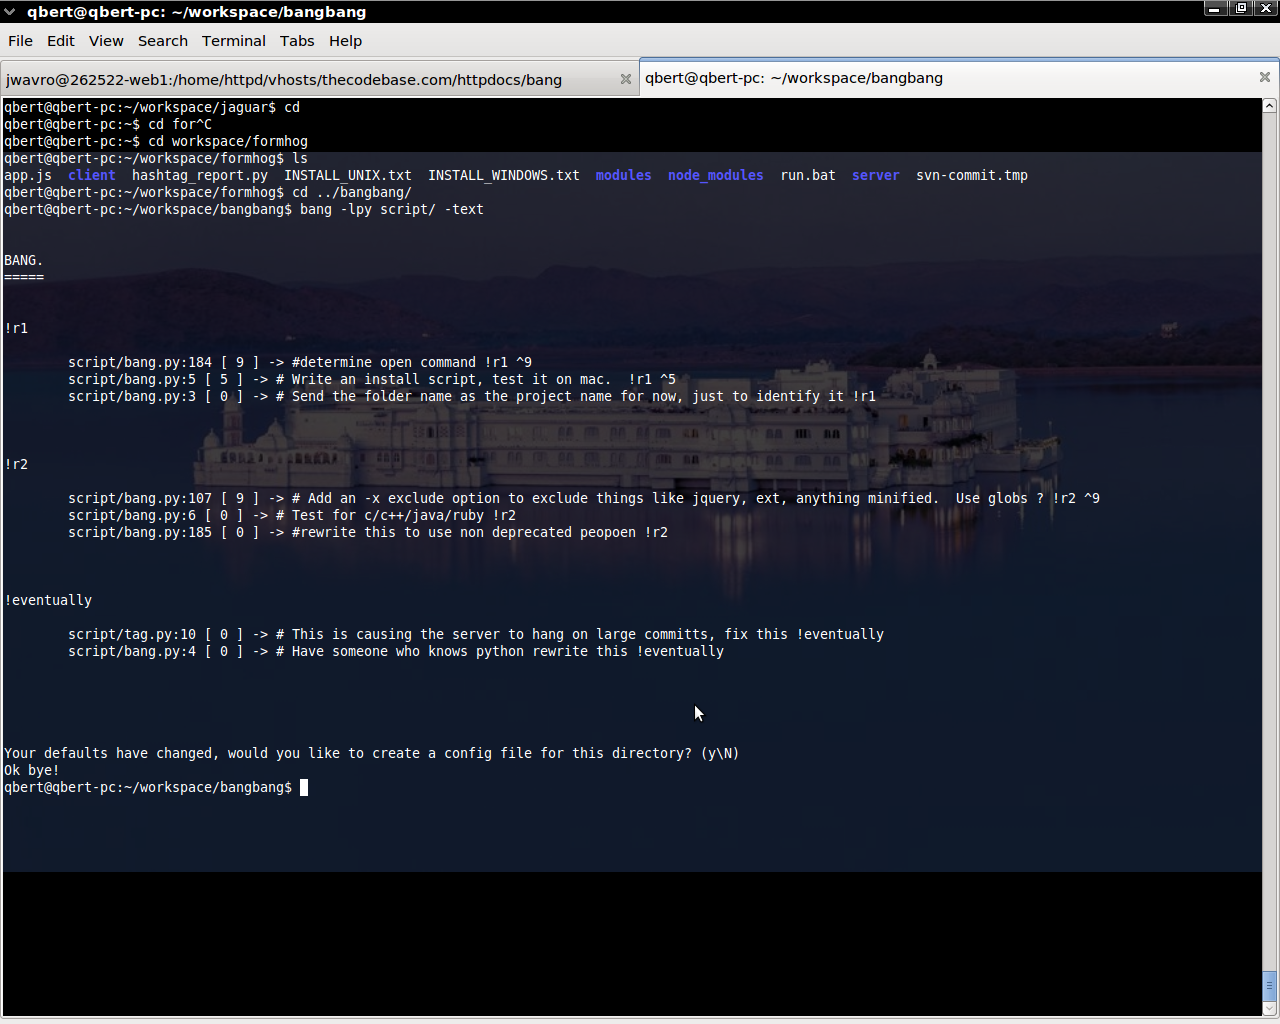 qbert@qbert-pc: ~/workspace/bangbang
File Edit View Search Terminal Tabs Help
jwavro@262522-web1:/home/httpd/vhosts/thecodebase.com/httpdocs/bang
qbert@qbert-pc: ~/workspace/bangbang
qbert@qbert-pc:~/workspace/jaguar$ cd
qbert@qbert-pc:~$ cd for^C
qbert@qbert-pc:~$ cd workspace/formhog
qbert@qbert-pc:~/workspace/formhog$ ls
app.js  client  hashtag_report.py  INSTALL_UNIX.txt  INSTALL_WINDOWS.txt  modules  node_modules  run.bat  server  svn-commit.tmp
qbert@qbert-pc:~/workspace/formhog$ cd ../bangbang/
qbert@qbert-pc:~/workspace/bangbang$ bang -lpy script/ -text
BANG.
=====
!r1
script/bang.py:184 [ 9 ] -> #determine open command !r1 ^9
script/bang.py:5 [ 5 ] -> # Write an install script, test it on mac.  !r1 ^5
script/bang.py:3 [ 0 ] -> # Send the folder name as the project name for now, just to identify it !r1
!r2
script/bang.py:107 [ 9 ] -> # Add an -x exclude option to exclude things like jquery, ext, anything minified.  Use globs ? !r2 ^9
script/bang.py:6 [ 0 ] -> # Test for c/c++/java/ruby !r2
script/bang.py:185 [ 0 ] -> #rewrite this to use non deprecated peopoen !r2
!eventually
script/tag.py:10 [ 0 ] -> # This is causing the server to hang on large committs, fix this !eventually
script/bang.py:4 [ 0 ] -> # Have someone who knows python rewrite this !eventually
Your defaults have changed, would you like to create a config file for this directory? (y\N)
Ok bye!
qbert@qbert-pc:~/workspace/bangbang$